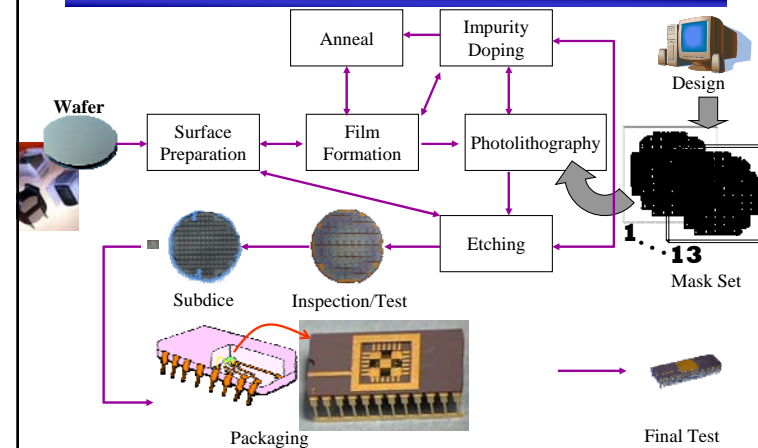 Anneal
Impurity
Doping
Design
Wafer
Surface
Preparation
Film
Formation
Photolithography
Etching
1...13
Mask Set
Subdice
Inspection/Test
Packaging
Final Test